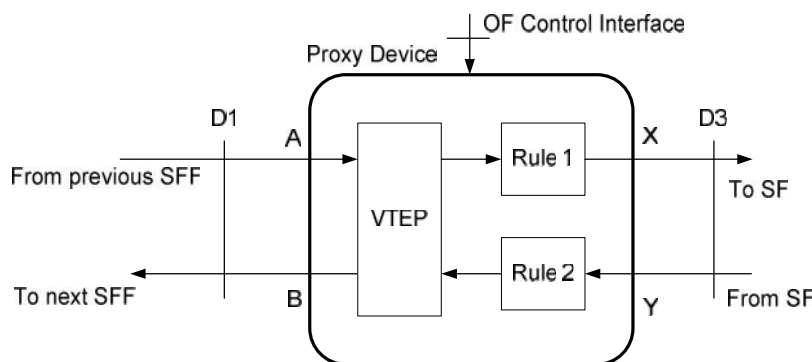 OF Control Interface
Proxy Device
D1
A
X
D3
From previous SFF
VTEP
Rule 1
To SF
To next SFF
B
Rule 2
Y
From SF